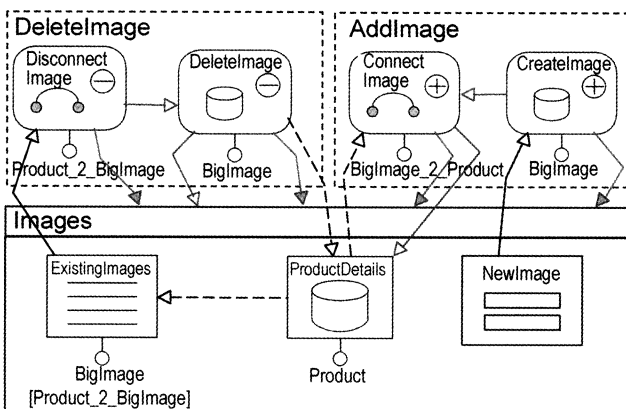 DeleteImage
AddImage
Disconnect
Image
DeleteImage
Connect
Image
CreateImage
Product_2_BigImage
BigImage
BigImage_2_Product
BigImage
Images
ExistingImages
ProductDetails
NewImage
BigImage
[Product_2_BigImage]
Product